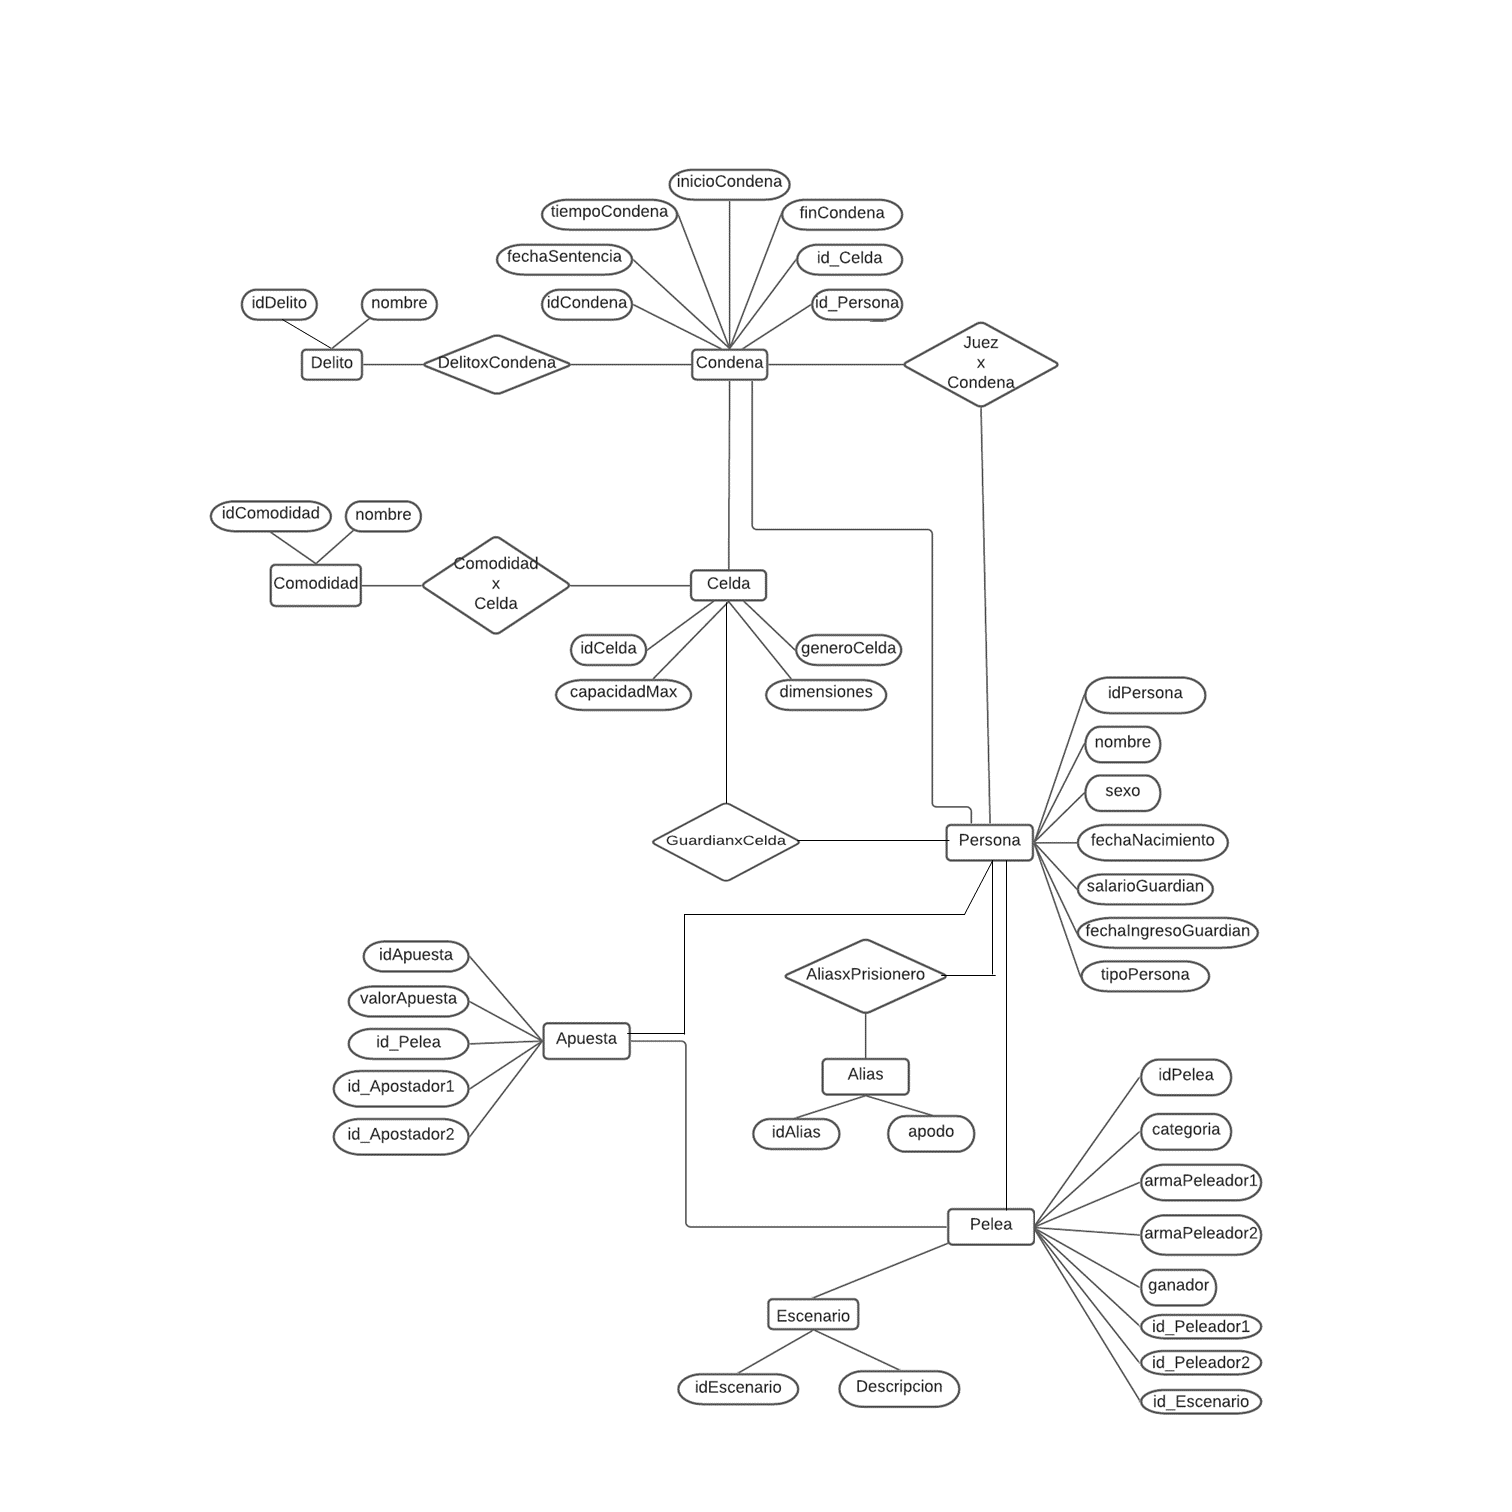 inicioCondena
tiempoCondena
finCondena
fechaSentencia
id_Celda
idDelito
nombre
idCondena
id_Persona
Delito
DelitoxCondena
Condena
Juez
x
Condena
idComodidad
nombre
Comodidad
Comodidad
x
Celda
Celda
idCelda
generoCelda
capacidadMax
dimensiones
idPersona
nombre
sexo
GuardianxCelda
Persona
fechaNacimiento
salarioGuardian
fechaIngresoGuardian
tipoPersona
idApuesta
valorApuesta
id_Pelea
id_Apostador1
id_Apostador2
Apuesta
AliasxPrisionero
Alias
idAlias
apodo
idPelea
categoria
armaPeleador1
armaPeleador2
Pelea
ganador
id_Peleador1
id_Peleador2
id_Escenario
Escenario
idEscenario
Descripcion